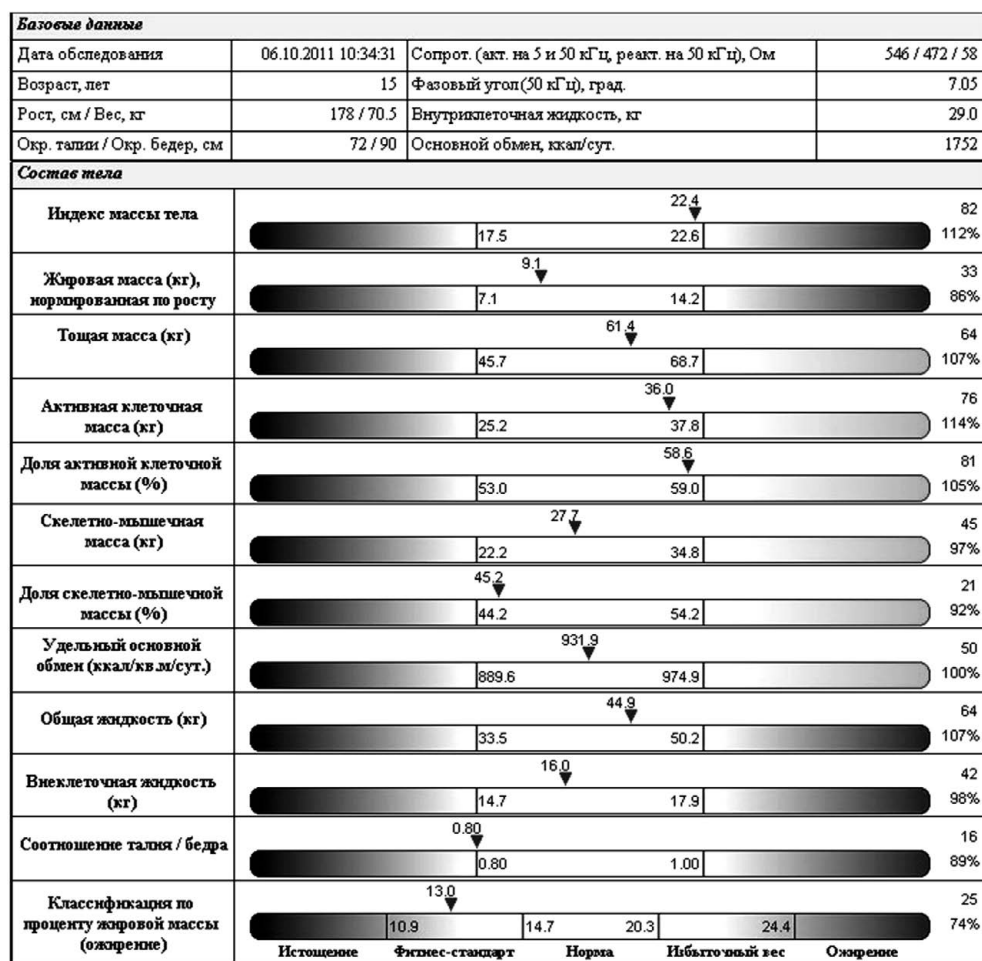 Базовые данные
Дата обследования 06.10.2011 10:34:31 Сопрот. (акт. на 5 и 50 кГц, реакт. на 50 кГц), Ом 546 / 472 / 58
Возраст, лет 15 Фазовый угол (50 кГц), град. 7.05
Рост, см / Вес, кг 178 / 70.5 Внутриклеточная жидкость, кг 29.0
Окр. талии / Окр. бедер, см 72 / 90 Основной обмен, ккал/сут. 1752
Состав тела
Индекс массы тела
22.4
17.5 22.6
82
112%
Жировая масса (кг),
нормированная по росту
9.1
7.1 14.2
33
86%
Тощая масса (кг)
61.4
45.7 68.7
64
107%
Активная клеточная
масса (кг)
36.0
25.2 37.8
76
114%
Доля активной клеточной
массы (%)
58.6
53.0 59.0
81
105%
Скелетно-мышечная
масса (кг)
27.7
22.2 34.8
45
97%
Доля скелетно-мышечной
массы (%)
45.2
44.2 54.2
21
92%
Удельный основной
обмен (ккал/кв.м/сут.)
931.9
889.6 974.9
50
100%
Общая жидкость (кг)
44.9
33.5 50.2
64
107%
Внеклеточная жидкость
(кг)
16.0
14.7 17.9
42
98%
Соотношение талия / бедра
0.80
0.80 1.00
16
89%
Классификация по
проценту жировой массы
(ожирение)
13.0
10.9 14.7 20.3 24.4
25
74%
Истощение Фитнес-стандарт Норма Избыточный вес Ожирение